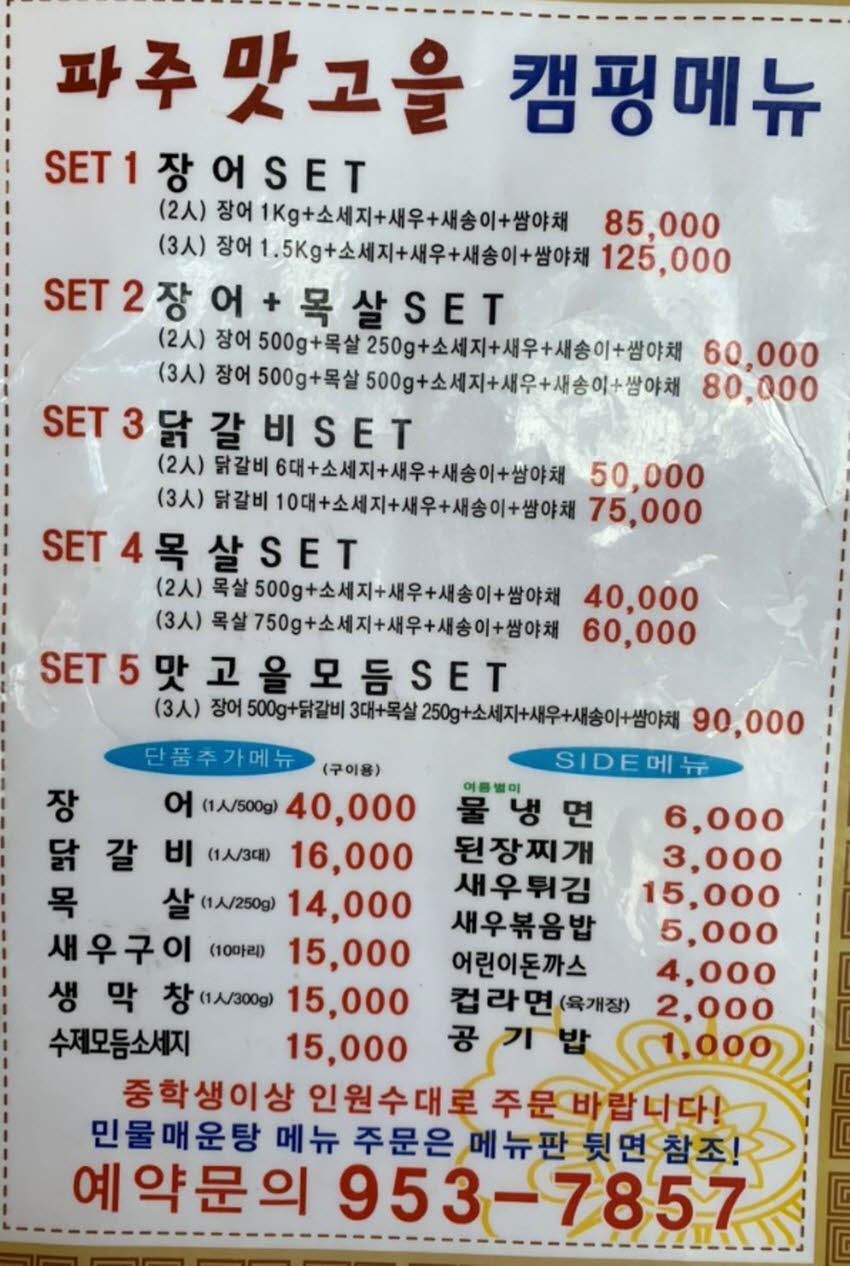 파주맛고을 캠핑메뉴
SET 1 장어SET
(2人) 장어 1Kg+소세지+새우+새송이+쌈야채 85,000
(3人) 장어 1.5Kg+소세지+새우+새송이+쌈야채 125,000
SET 2 장어+목살SET
(2人) 장어 500g+목살 250g+소세지+새우+새송이+쌈야채 60,000
(3人) 장어 500g+목살 500g+소세지+새우+새송이+쌈야채 80,000
SET 3 닭갈비SET
(2人) 닭갈비 6대+소세지+새우+새송이+쌈야채 50,000
(3人) 닭갈비 10대+소세지+새우+새송이+쌈야채 75,000
SET 4 목살SET
(2人) 목살 500g+소세지+새우+새송이+쌈야채 40,000
(3人) 목살 750g+소세지+새우+새송이+쌈야채 60,000
SET 5 맛고을모듬SET
(3人) 장어 500g+닭갈비 3대+목살 250g+소세지+새우+새송이+쌈야채 90,000
단품추가메뉴 (구이용)
장어 (1人/500g) 40,000
닭갈비 (1人/3대) 16,000
목살 (1人/250g) 14,000
새우구이 (10마리) 15,000
생막창 (1人/300g) 15,000
수제모듬소세지 15,000
SIDE메뉴
여름별미
물냉면 6,000
된장찌개 3,000
새우튀김 15,000
새우볶음밥 5,000
어린이돈까스 4,000
컵라면 (육개장) 2,000
공기밥 1,000
중학생이상 인원수대로 주문 바랍니다!
민물매운탕 메뉴 주문은 메뉴판 뒷면 참조!
예약문의 953-7857